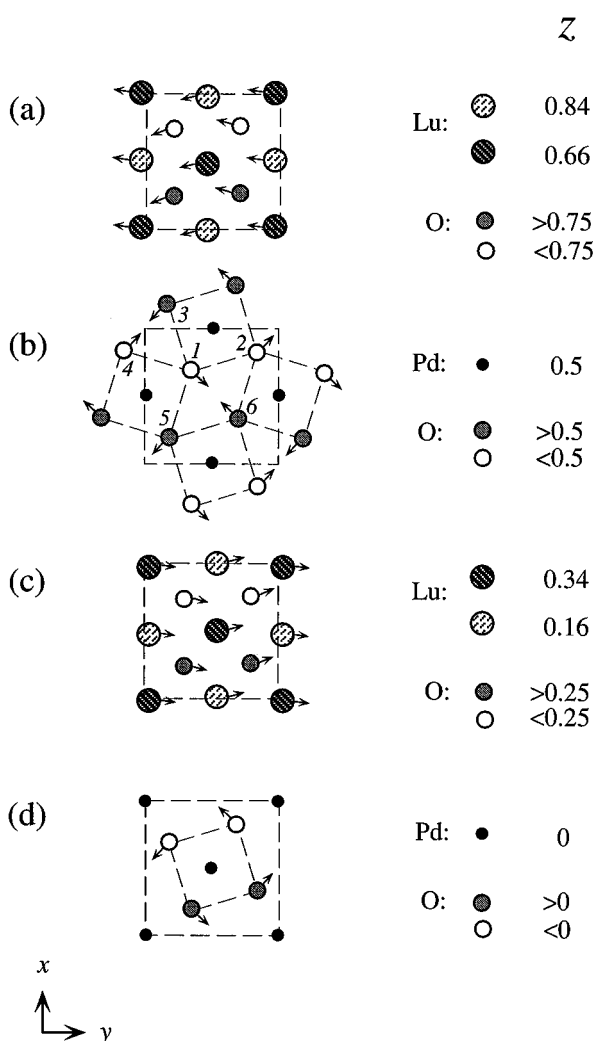 z
(a)
Lu: 0.84
0.66
O: >0.75
<0.75
(b)
3
1 2
4
5 6
Pd: 0.5
O: >0.5
<0.5
(c)
Lu: 0.34
0.16
O: >0.25
<0.25
(d)
Pd: 0
O: >0
<0
x
y